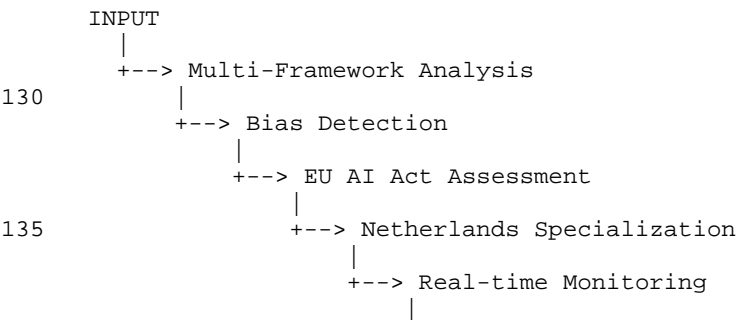 INPUT
|
+--> Multi-Framework Analysis
130 |
+--> Bias Detection
|
+--> EU AI Act Assessment
|
135 +--> Netherlands Specialization
|
+--> Real-time Monitoring
|